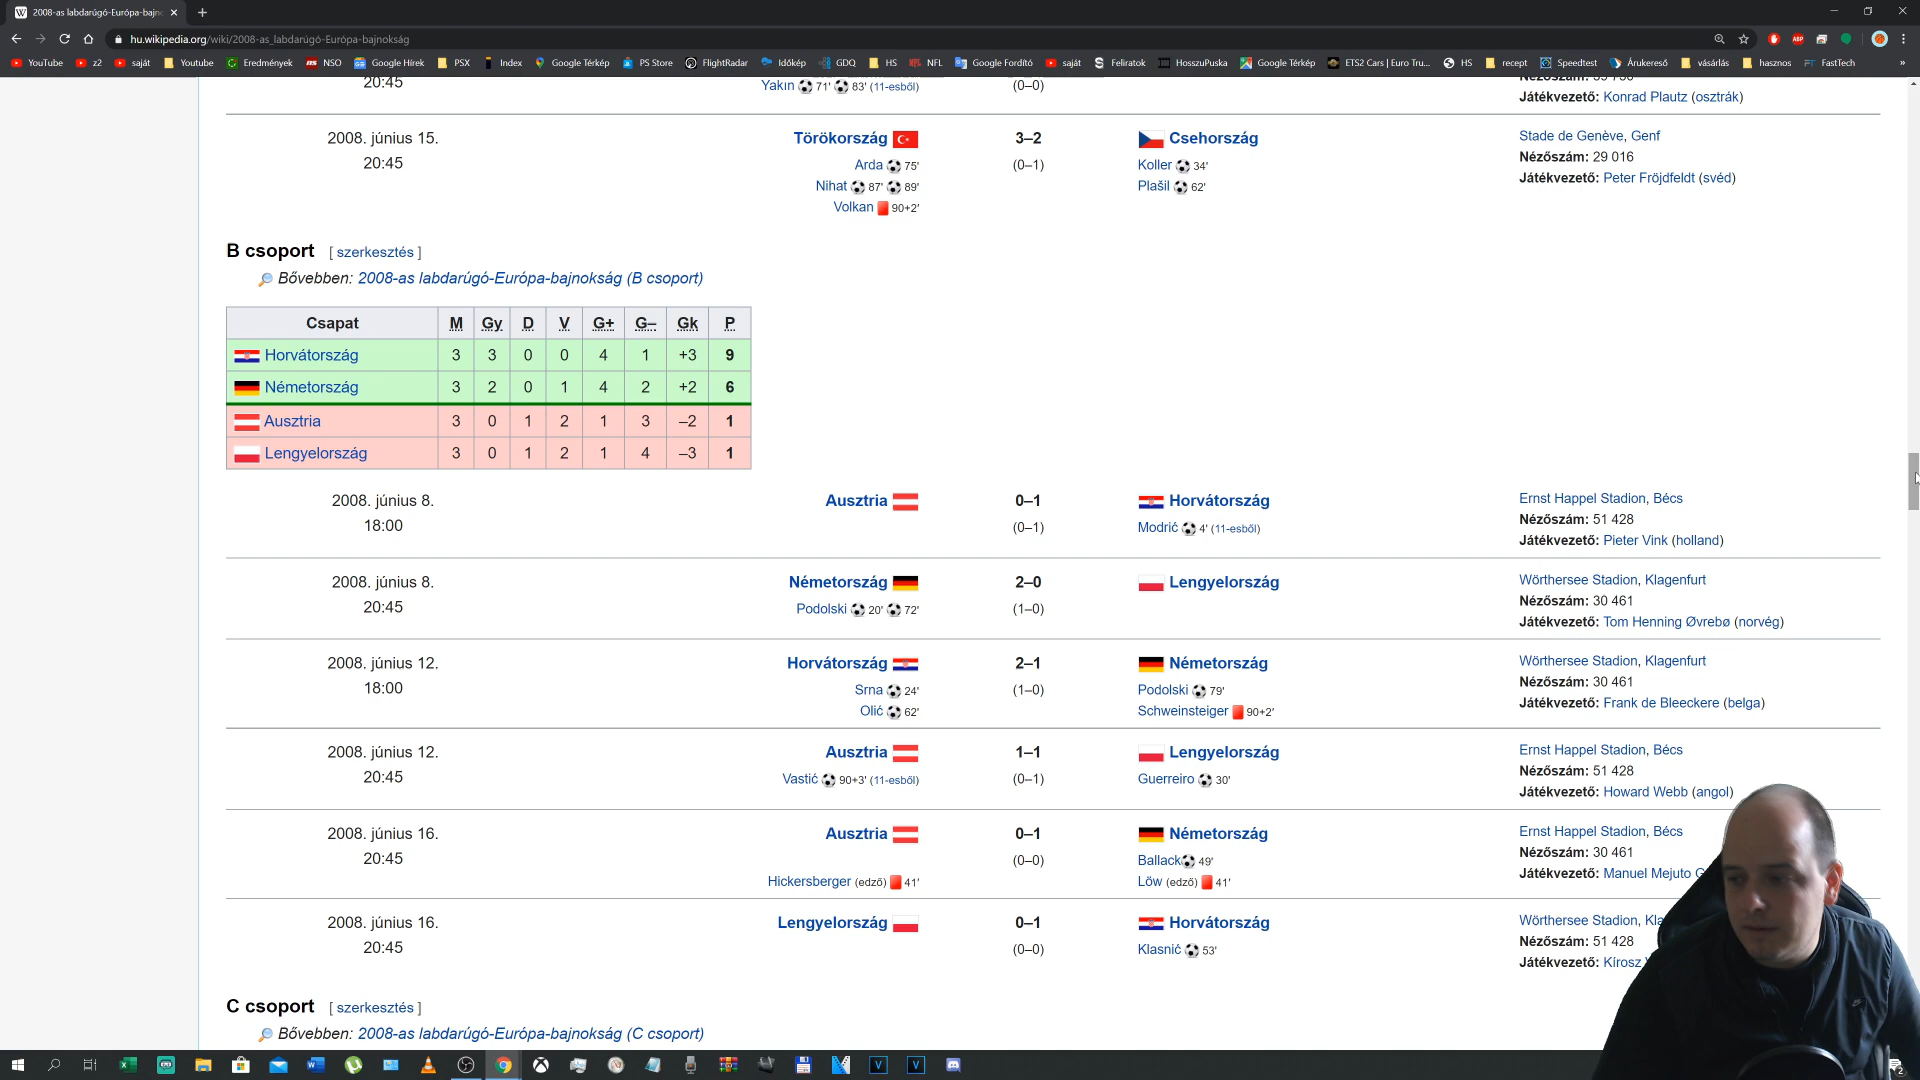 2008-as labdarúgó-Európa-bajn
hu.wikipedia.org/wiki/2008-as_labdarúgó-Európa-bajnokság
YouTube z2 saját Youtube Eredmények NSO Google Hírek PSX Index Google Térkép PS Store FlightRadar Időkép GDQ HS NFL Google Fordító saját Feliratok HosszuPuska Google Térkép ETS2 Cars | Euro Tru... HS recept Speedtest Árukereső vásárlás hasznos FastTech »
20:45 Yakin 71' 83' (11-esből) (0–0)
Játékvezető: Konrad Plautz (osztrák)
2008. június 15. Törökország 3–2 Csehország Stade de Genève, Genf
20:45 Arda 75' (0–1) Koller 34' Nézőszám: 29 016
Nihat 87' 89' Plašil 62' Játékvezető: Peter Fröjdfeldt (svéd)
Volkan 90+2'
B csoport [ szerkesztés ]
Bővebben: 2008-as labdarúgó-Európa-bajnokság (B csoport)
Csapat M Gy D V G+ G– Gk P
Horvátország 3 3 0 0 4 1 +3 9
Németország 3 2 0 1 4 2 +2 6
Ausztria 3 0 1 2 1 3 –2 1
Lengyelország 3 0 1 2 1 4 –3 1
2008. június 8. Ausztria 0–1 Horvátország Ernst Happel Stadion, Bécs
18:00 (0–1) Modrić 4' (11-esből) Nézőszám: 51 428
Játékvezető: Pieter Vink (holland)
2008. június 8. Németország 2–0 Lengyelország Wörthersee Stadion, Klagenfurt
20:45 Podolski 20' 72' (1–0) Nézőszám: 30 461
Játékvezető: Tom Henning Øvrebø (norvég)
2008. június 12. Horvátország 2–1 Németország Wörthersee Stadion, Klagenfurt
18:00 Srna 24' (1–0) Podolski 79' Nézőszám: 30 461
Olić 62' Schweinsteiger 90+2' Játékvezető: Frank de Bleeckere (belga)
2008. június 12. Ausztria 1–1 Lengyelország Ernst Happel Stadion, Bécs
20:45 Vastić 90+3' (11-esből) (0–1) Guerreiro 30' Nézőszám: 51 428
Játékvezető: Howard Webb (angol)
2008. június 16. Ausztria 0–1 Németország Ernst Happel Stadion, Bécs
20:45 (0–0) Ballack 49' Nézőszám: 30 461
Hickersberger (edző) 41' Löw (edző) 41' Játékvezető: Manuel Mejuto G
2008. június 16. Lengyelország 0–1 Horvátország Wörthersee Stadion, Kla
20:45 (0–0) Klasnić 53' Nézőszám: 51 428
Játékvezető: Kírosz
C csoport [ szerkesztés ]
Bővebben: 2008-as labdarúgó-Európa-bajnokság (C csoport)